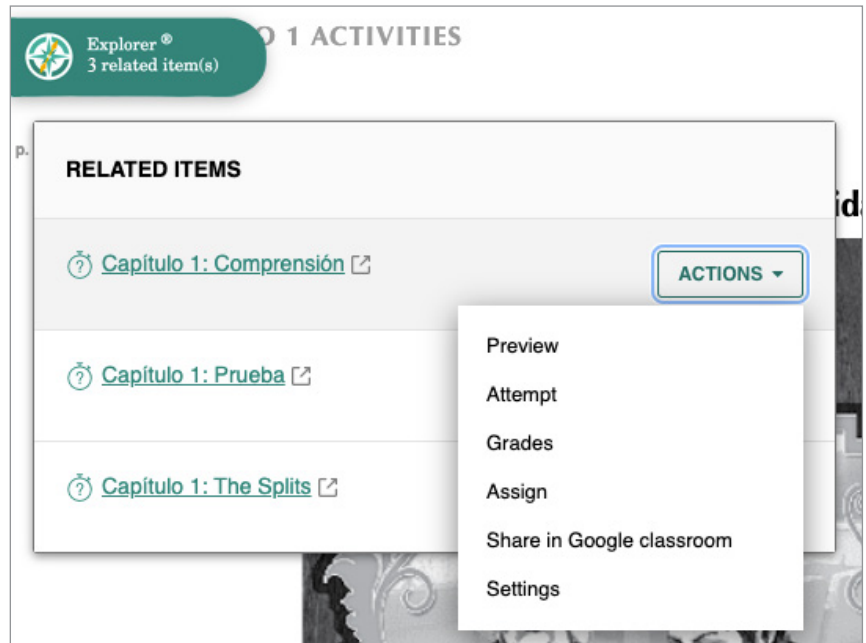 Explorer ®
3 related item(s)
O 1 ACTIVITIES
p.
RELATED ITEMS
id
Capítulo 1: Comprensión
ACTIONS
Preview
Attempt
Grades
Assign
Share in Google classroom
Settings
Capítulo 1: Prueba
Capítulo 1: The Splits